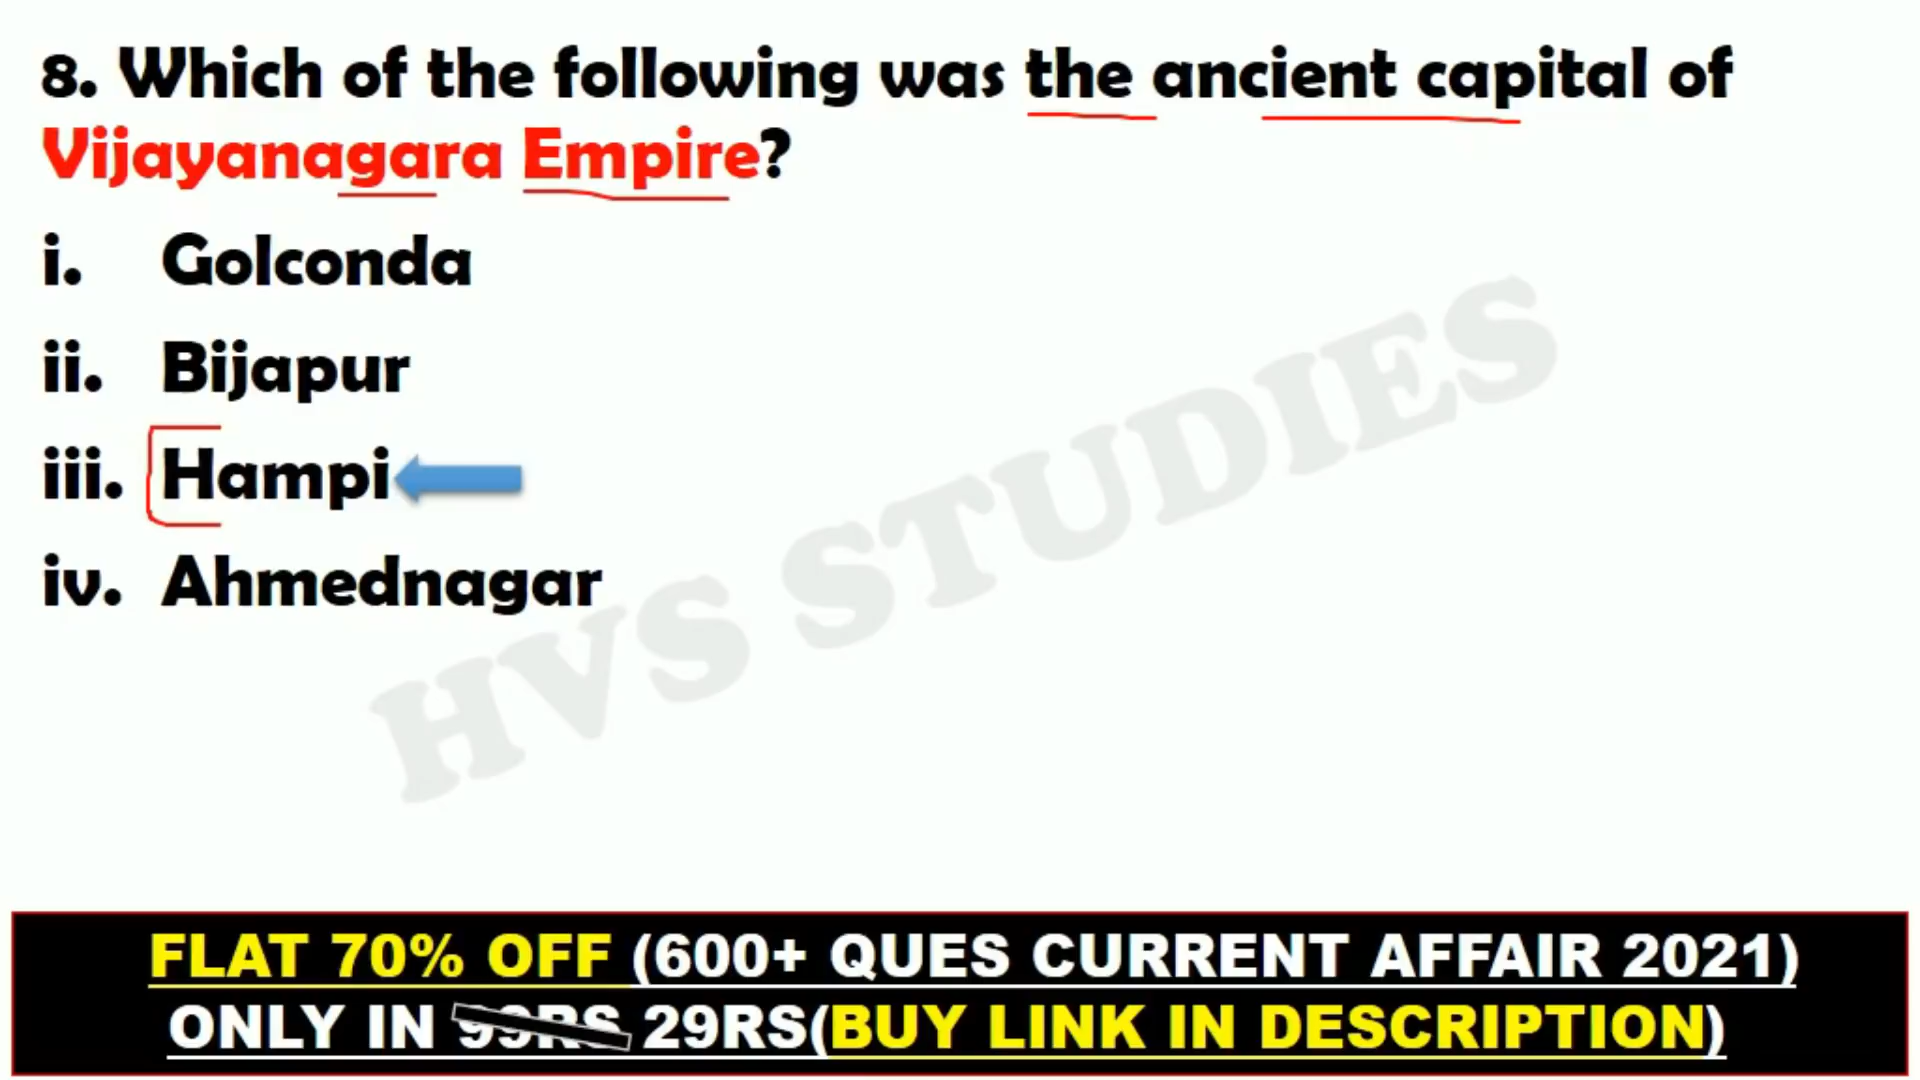 8. Which of the following was the ancient capital of
Vijayanagara Empire?
i. Golconda
ii. Bijapur
iii. Hampi
iv. Ahmednagar
HVS STUDIES
FLAT 70% OFF (600+ QUES CURRENT AFFAIR 2021)
ONLY IN 99RS 29RS(BUY LINK IN DESCRIPTION)